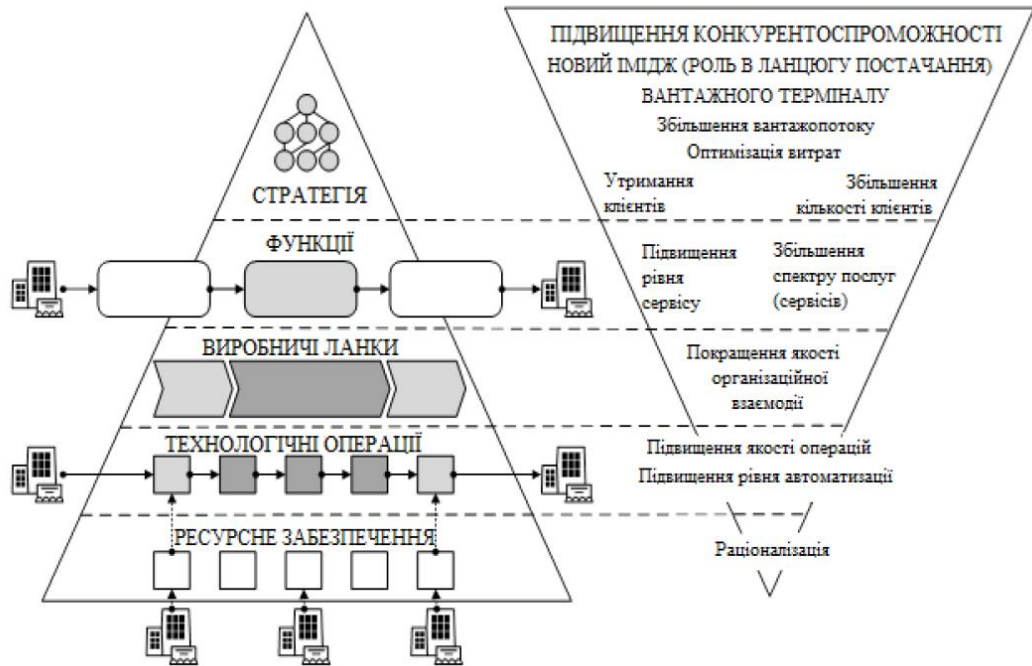 ПІДВИЩЕННЯ КОНКУРЕНТОСПРОМОЖНОСТІ
НОВИЙ ІМІДЖ (РОЛЬ В ЛАНЦЮГУ ПОСТАЧАННЯ)
ВАНТАЖНОГО ТЕРМІНАЛУ
Збільшення вантажопотоку
Оптимізація витрат
Утримання
клієнтів
Збільшення
кількості клієнтів
СТРАТЕГІЯ
ФУНКЦІЇ
Підвищення
рівня
сервісу
Збільшення
спектру послуг
(сервісів)
ВИРОБНИЧІ ЛАНКИ
Покращення якості
організаційної
взаємодії
ТЕХНОЛОГІЧНІ ОПЕРАЦІЇ
Підвищення якості операцій
Підвищення рівня автоматизації
РЕСУРСНЕ ЗАБЕЗПЕЧЕННЯ
Раціоналізація